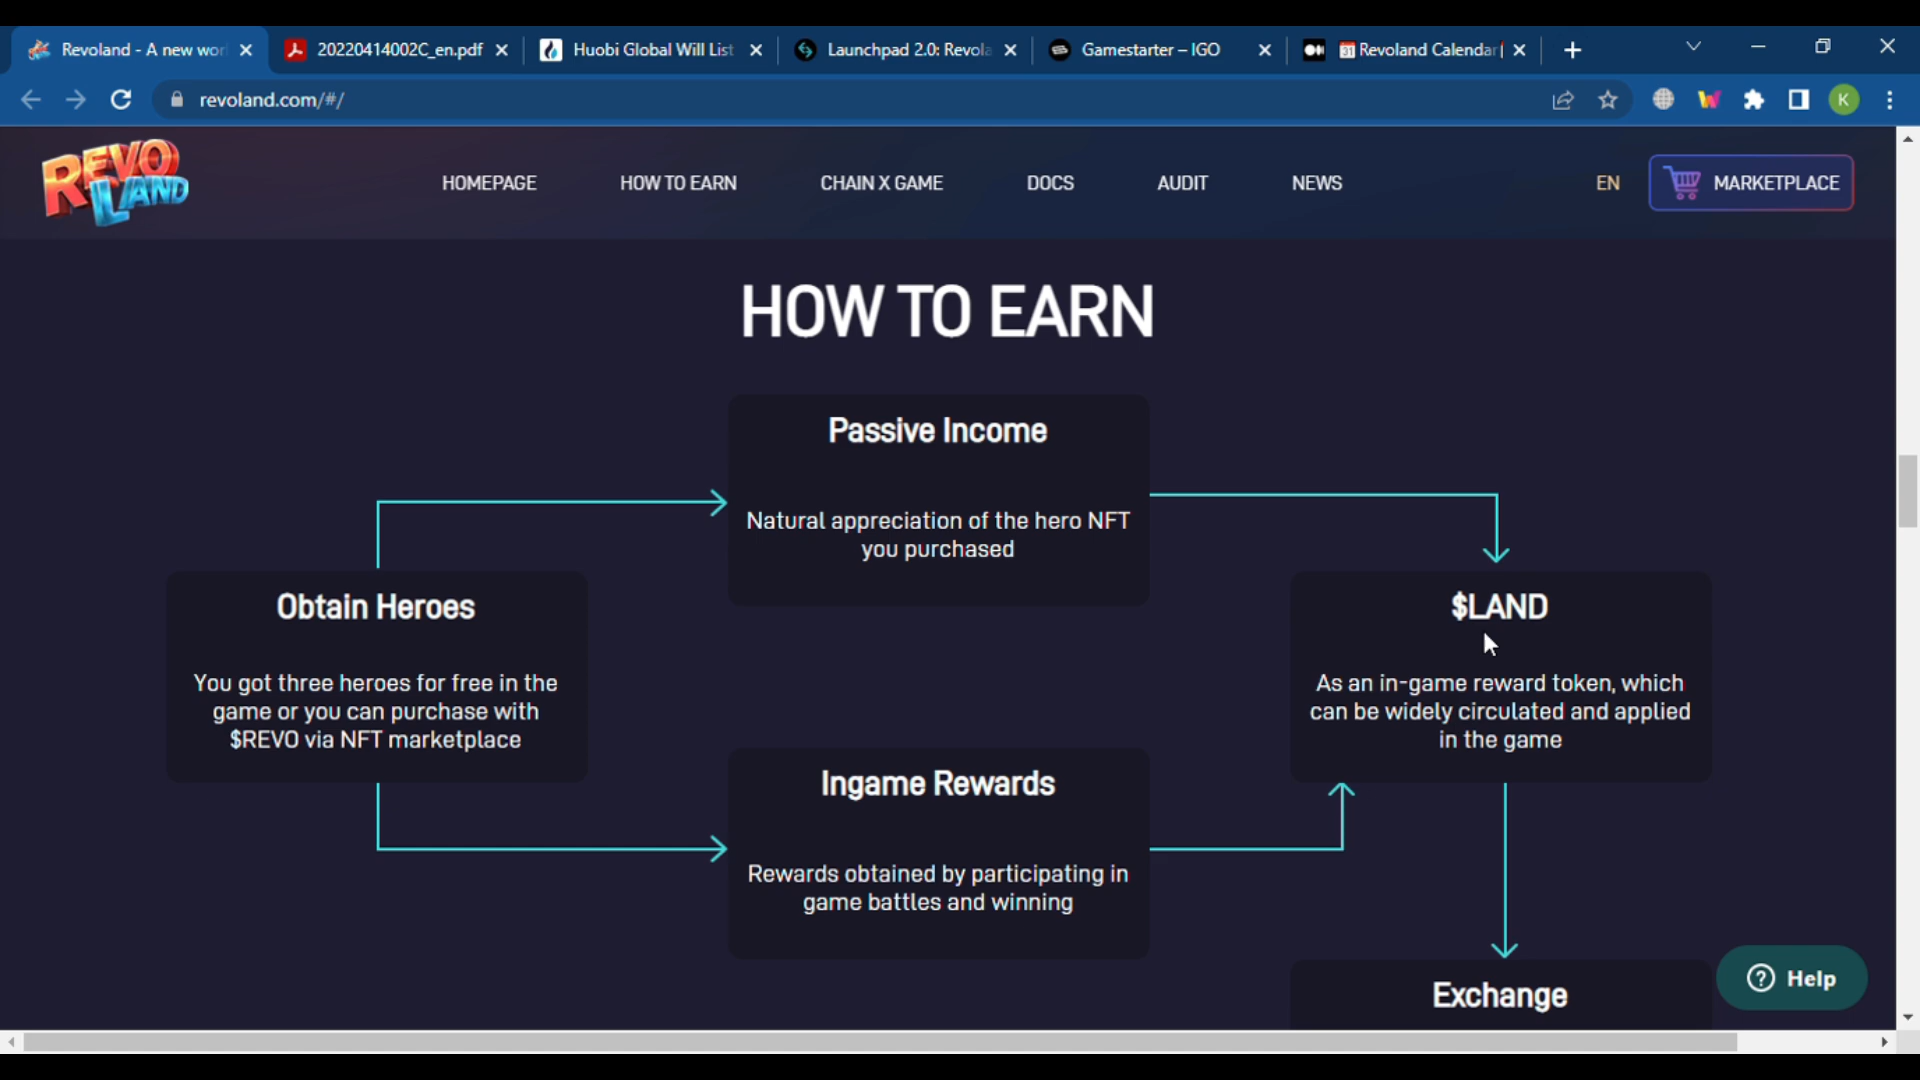 Revoland - A new wor
20220414002C_en.pdf
Huobi Global Will List
Launchpad 2.0: Revola
Gamestarter – IGO
31 Revoland Calendar
revoland.com/#/
K
REVO
LAND
HOMEPAGE
HOW TO EARN
CHAIN X GAME
DOCS
AUDIT
NEWS
EN
MARKETPLACE
HOW TO EARN
Passive Income
Natural appreciation of the hero NFT
you purchased
Obtain Heroes
You got three heroes for free in the
game or you can purchase with
$REVO via NFT marketplace
$LAND
As an in-game reward token, which
can be widely circulated and applied
in the game
Ingame Rewards
Rewards obtained by participating in
game battles and winning
Exchange
Help